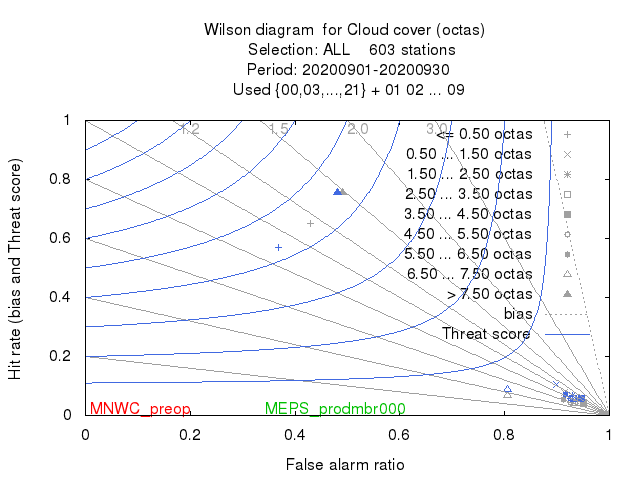 Wilson diagram for Cloud cover (octas)
Selection: ALL 603 stations
Period: 20200901-20200930
Used {00,03,...,21} + 01 02 ... 09
Hit rate (bias and Threat score)
1
0.8
0.6
0.4
0.2
0
1.2 1.5 2.0 3.0
<= 0.50 octas
0.50 ... 1.50 octas
1.50 ... 2.50 octas
2.50 ... 3.50 octas
3.50 ... 4.50 octas
4.50 ... 5.50 octas
5.50 ... 6.50 octas
6.50 ... 7.50 octas
> 7.50 octas
bias
Threat score
MNWC_preop MEPS_prodmbr000
0 0.2 0.4 0.6 0.8 1
False alarm ratio